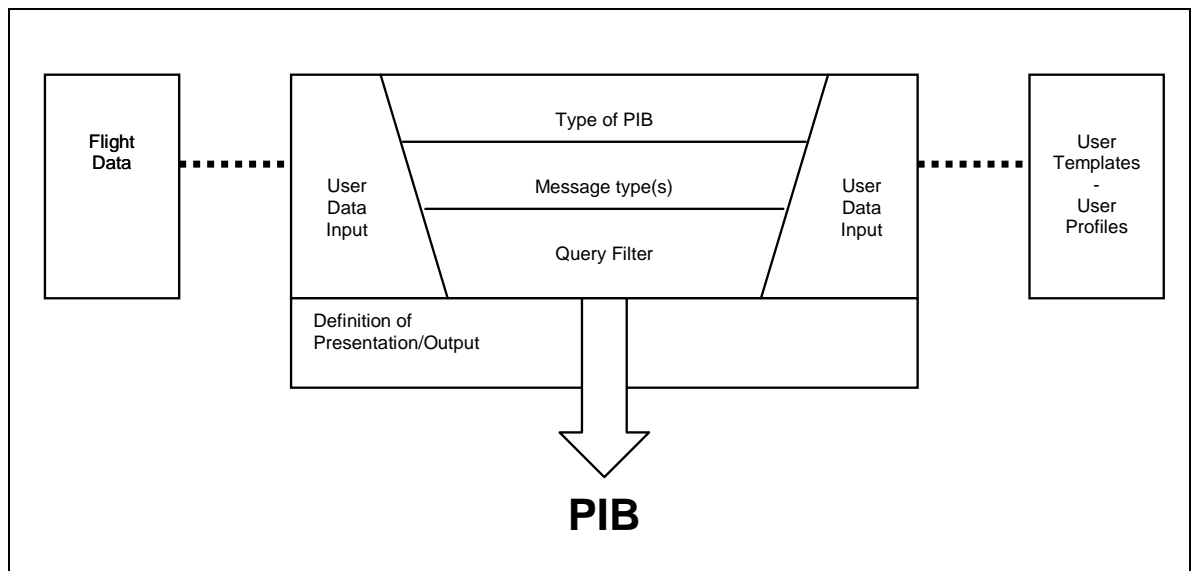 Flight
Data
User
Data
Input
Type of PIB
Message type(s)
Query Filter
User
Data
Input
User
Templates
-
User
Profiles
Definition of
Presentation/Output
PIB